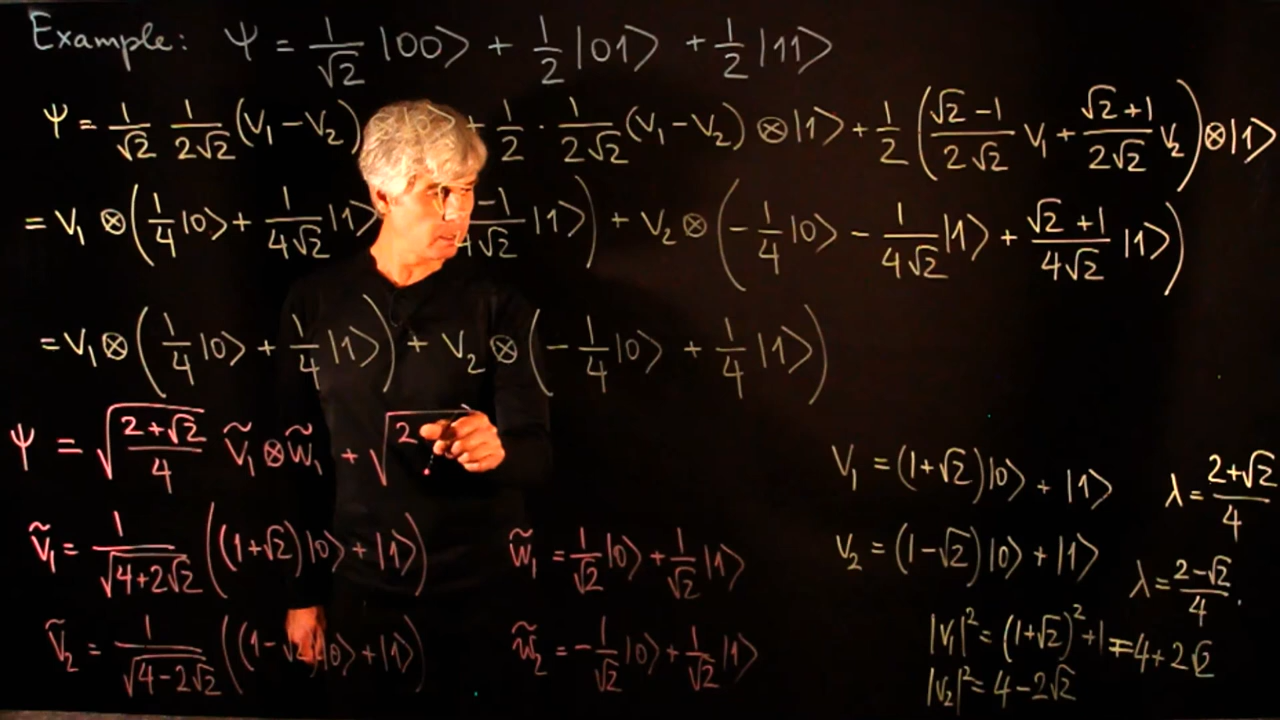 Example: Ψ = 1/√2 |00> + 1/2 |01> + 1/2 |11>
Ψ = 1/√2 1/2√2 (V₁ − V₂) |0> + 1/2 · 1/2√2 (V₁ − V₂) ⊗ |1> + 1/2 (√2 −1/2√2 V₁ + √2 +1/2√2 V₂) ⊗ |1>
= V₁ ⊗ (1/4 |0> + 1/4√2 |1> −1/4√2 |1>) + V₂ ⊗ (− 1/4 |0> − 1/4√2 |1> + √2 +1/4√2 |1>)
= V₁ ⊗ (1/4 |0> + 1/4 |1>) + V₂ ⊗ (− 1/4 |0> + 1/4 |1>)
Ψ = √(2+√2/4) Ṽ₁ ⊗ W̃₁ + √2
V₁ = (1+√2)|0> + |1> λ = 2+√2/4
Ṽ₁ = 1/√(4+2√2) ((1+√2)|0> + |1>) W̃₁ = 1/√2 |0> + 1/√2 |1>
V₂ = (1−√2)|0> + |1> λ = 2−√2/4.
Ṽ₂ = 1/√(4−2√2) ((1−√2)|0> + |1>) W̃₂ = − 1/√2 |0> + 1/√2 |1>
|V₁|² = (1+√2)² + 1 = 4+2√2
|V₂|² = 4−2√2